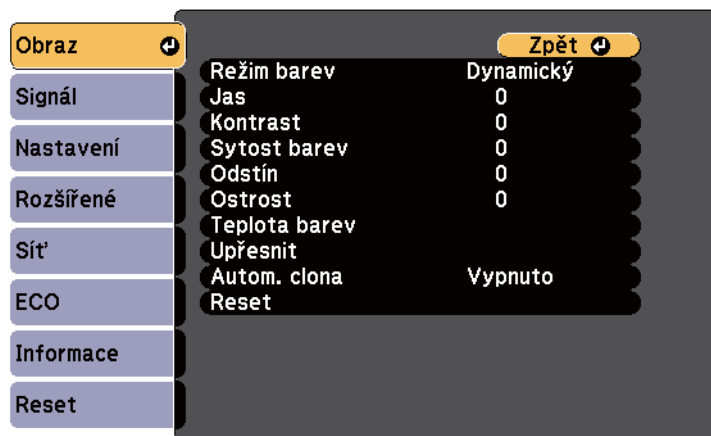 Obraz
Signál
Nastavení
Rozšířené
Síť
ECO
Informace
Reset
Zpět
Režim barev Dynamický
Jas 0
Kontrast 0
Sytost barev 0
Odstín 0
Ostrost 0
Teplota barev
Upřesnit
Autom. clona Vypnuto
Reset